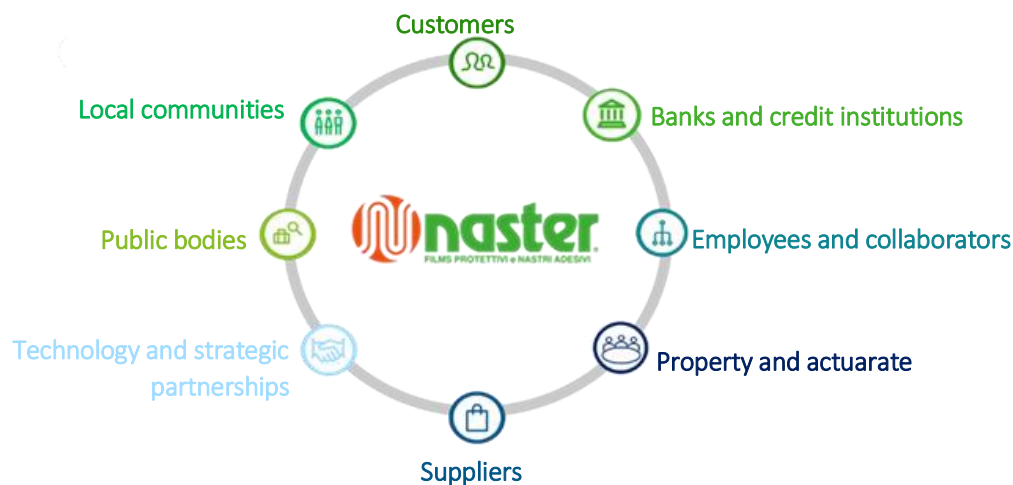 Customers
Local communities
Banks and credit institutions
naster®
FILMS PROTETTIVI e NASTRI ADESIVI
Public bodies
Employees and collaborators
Technology and strategic
partnerships
Property and actuarate
Suppliers